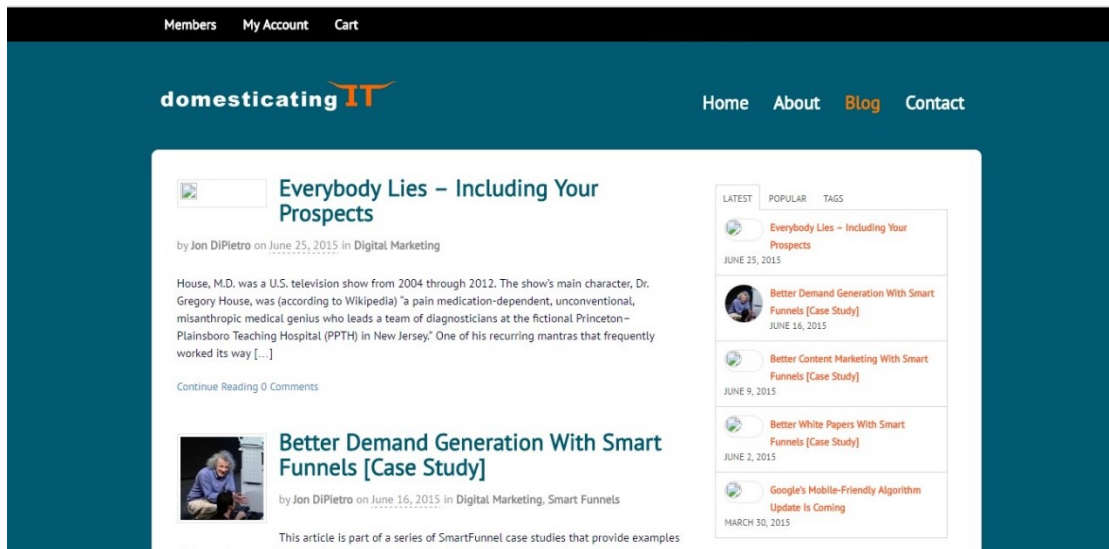 Members My Account Cart
domesticating IT
Home About Blog Contact
Everybody Lies – Including Your
Prospects
by Jon DiPietro on June 25, 2015 in Digital Marketing
House, M.D. was a U.S. television show from 2004 through 2012. The show's main character, Dr.
Gregory House, was (according to Wikipedia) “a pain medication-dependent, unconventional,
misanthropic medical genius who leads a team of diagnosticians at the fictional Princeton–
Plainsboro Teaching Hospital (PPTH) in New Jersey.” One of his recurring mantras that frequently
worked its way […]
Continue Reading 0 Comments
Better Demand Generation With Smart
Funnels [Case Study]
by Jon DiPietro on June 16, 2015 in Digital Marketing, Smart Funnels
This article is part of a series of SmartFunnel case studies that provide examples
LATEST POPULAR TAGS
Everybody Lies – Including Your
Prospects
JUNE 25, 2015
Better Demand Generation With Smart
Funnels [Case Study]
JUNE 16, 2015
Better Content Marketing With Smart
Funnels [Case Study]
JUNE 9, 2015
Better White Papers With Smart
Funnels [Case Study]
JUNE 2, 2015
Google's Mobile-Friendly Algorithm
Update Is Coming
MARCH 30, 2015